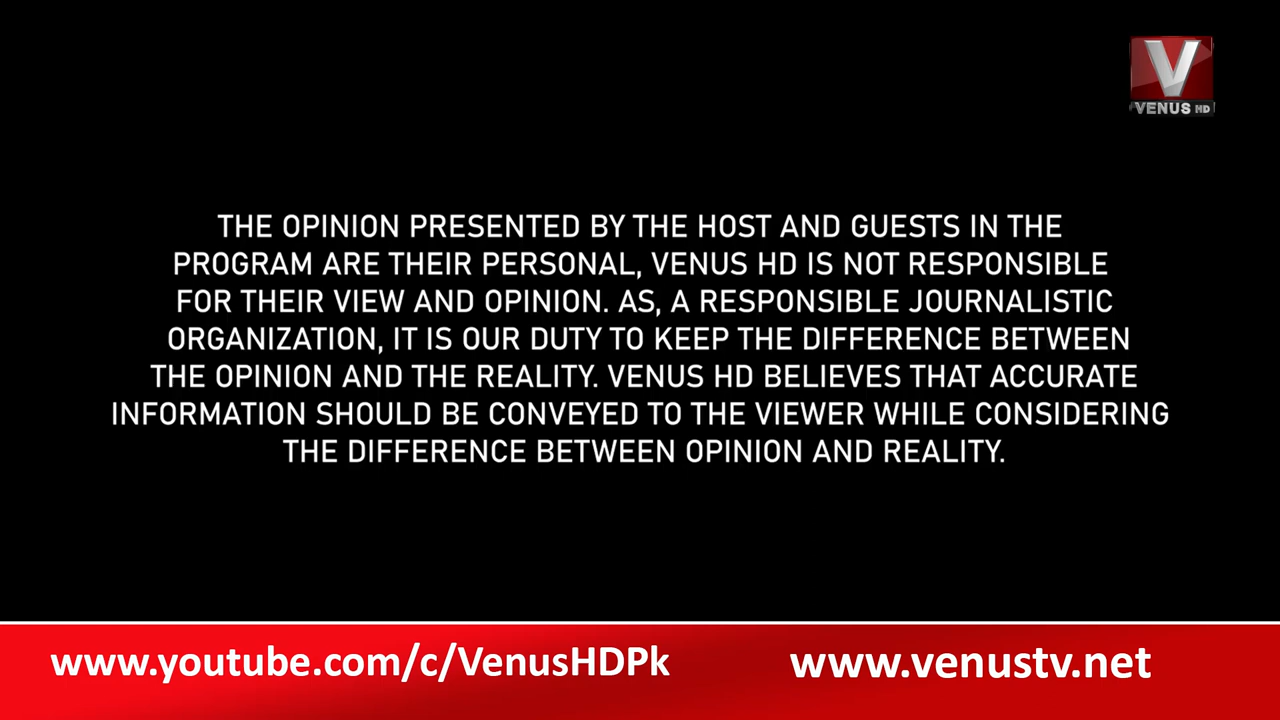 V
VENUS HD
THE OPINION PRESENTED BY THE HOST AND GUESTS IN THE
PROGRAM ARE THEIR PERSONAL, VENUS HD IS NOT RESPONSIBLE
FOR THEIR VIEW AND OPINION. AS, A RESPONSIBLE JOURNALISTIC
ORGANIZATION, IT IS OUR DUTY TO KEEP THE DIFFERENCE BETWEEN
THE OPINION AND THE REALITY. VENUS HD BELIEVES THAT ACCURATE
INFORMATION SHOULD BE CONVEYED TO THE VIEWER WHILE CONSIDERING
THE DIFFERENCE BETWEEN OPINION AND REALITY.
www.youtube.com/c/VenusHDPk www.venustv.net